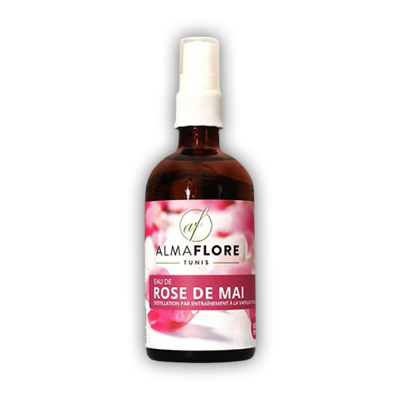 af
ALMAFLORE
TUNIS
EAU DE
ROSE DE MAI
DISTILLATION PAR ENTRAÎNEMENT À LA VAPEUR